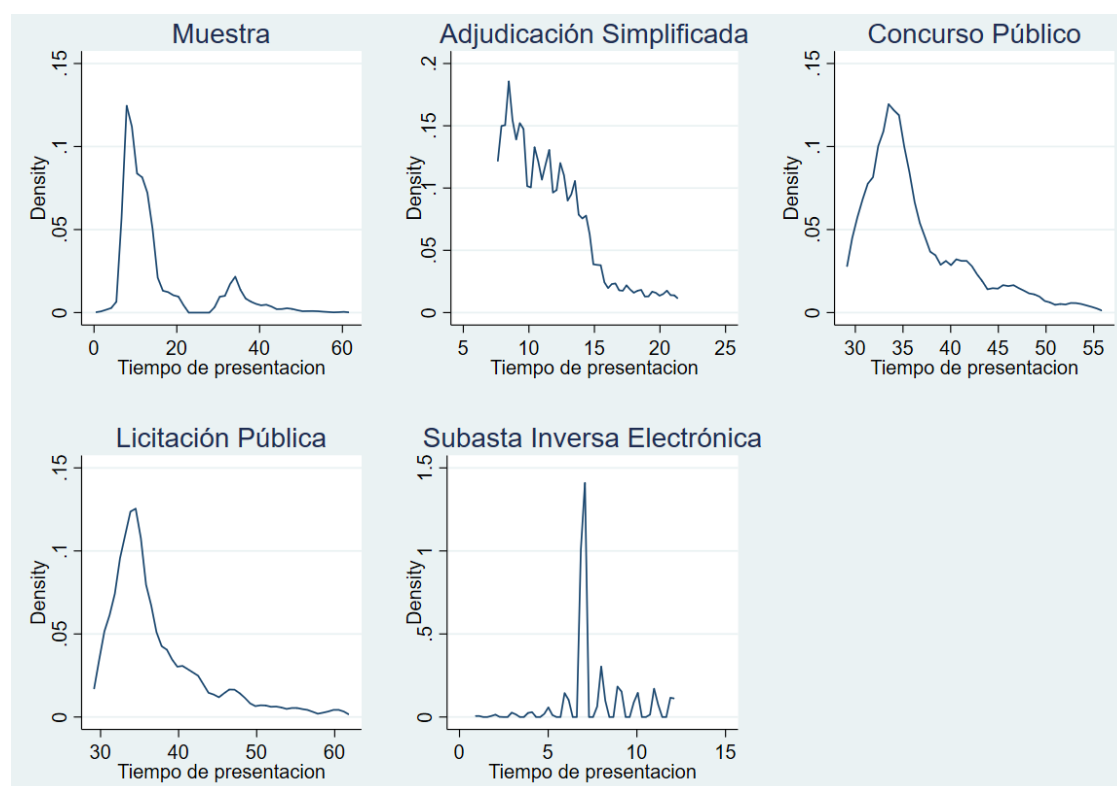 Muestra
Density
.15
.1
.05
0
0 20 40 60
Tiempo de presentacion
Adjudicación Simplificada
Density
.2
.15
.1
.05
0
5 10 15 20 25
Tiempo de presentacion
Concurso Público
Density
.15
.1
.05
0
30 35 40 45 50 55
Tiempo de presentacion
Licitación Pública
Density
.15
.1
.05
0
30 40 50 60
Tiempo de presentacion
Subasta Inversa Electrónica
Density
1.5
1
.5
0
0 5 10 15
Tiempo de presentacion